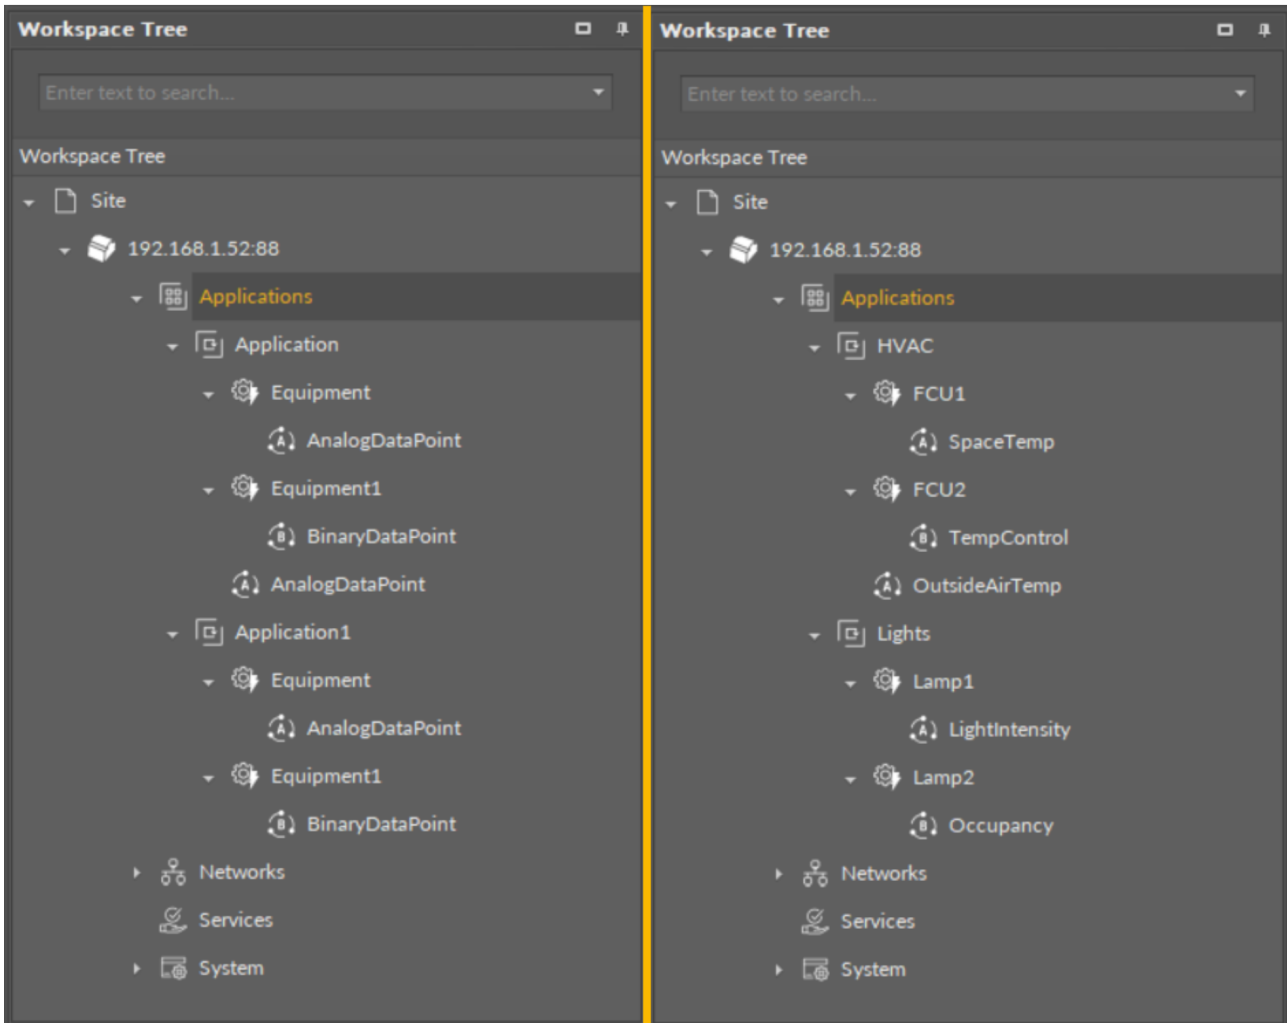 Workspace Tree
Enter text to search...
Workspace Tree
Site
192.168.1.52:88
Applications
Application
Equipment
A AnalogDataPoint
Equipment1
B BinaryDataPoint
A AnalogDataPoint
Application1
Equipment
A AnalogDataPoint
Equipment1
B BinaryDataPoint
Networks
Services
System
Workspace Tree
Enter text to search...
Workspace Tree
Site
192.168.1.52:88
Applications
HVAC
FCU1
A SpaceTemp
FCU2
B TempControl
A OutsideAirTemp
Lights
Lamp1
A LightIntensity
Lamp2
B Occupancy
Networks
Services
System